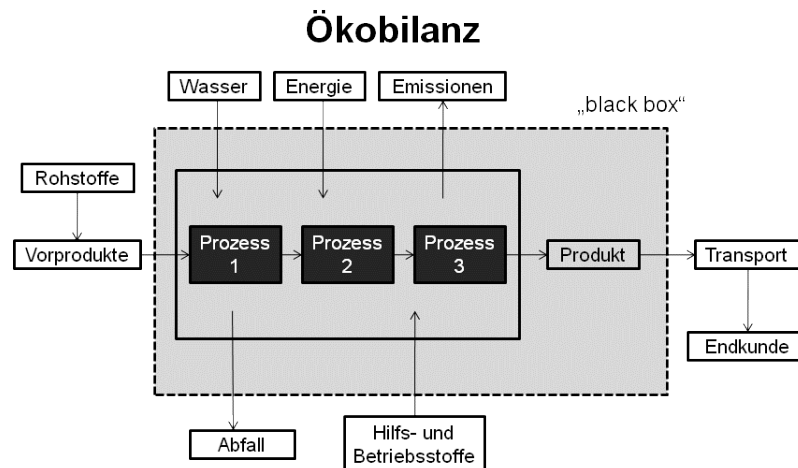 Ökobilanz
Wasser
Energie
Emissionen
„black box“
Rohstoffe
Vorprodukte
Prozess
1
Prozess
2
Prozess
3
Produkt
Transport
Endkunde
Abfall
Hilfs- und
Betriebsstoffe